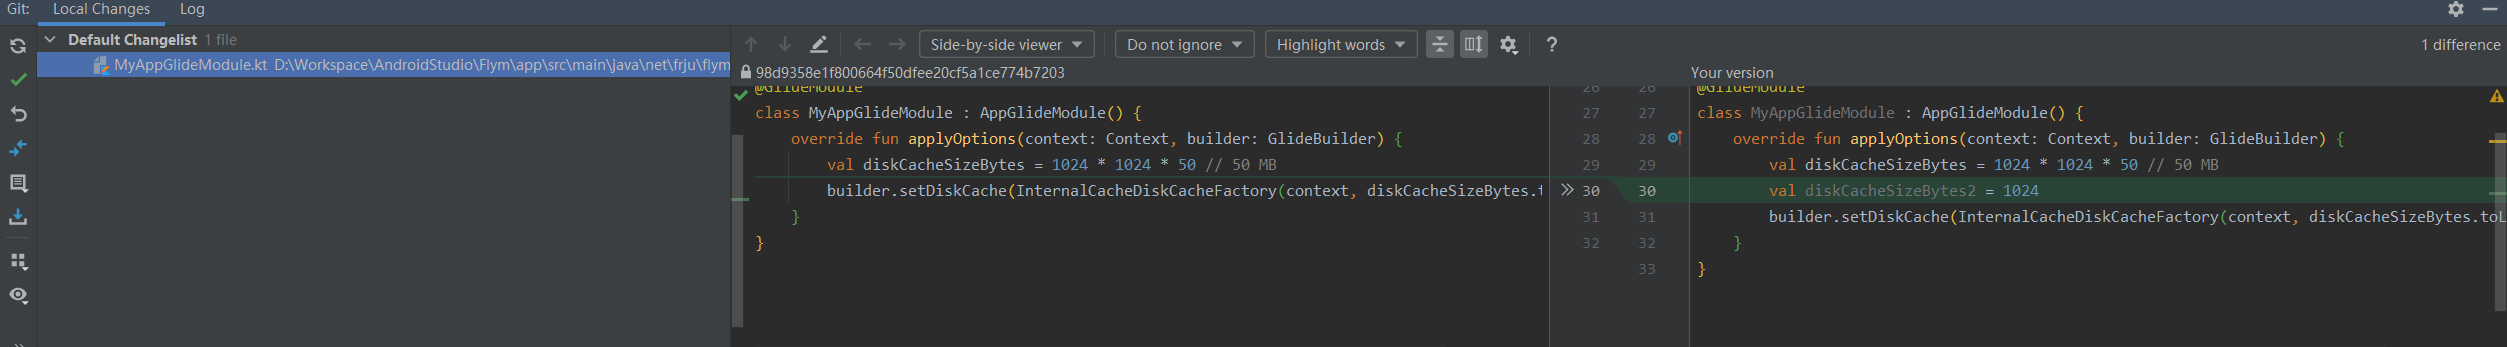 Git: Local Changes Log
Default Changelist 1 file
MyAppGlideModule.kt D:\Workspace\AndroidStudio\Flym\app\src\main\java\net\frju\flym
Side-by-side viewer Do not ignore Highlight words ? 1 difference
98d9358e1f800664f50dfee20cf5a1ce774b7203
@GlideModule
class MyAppGlideModule : AppGlideModule() {
override fun applyOptions(context: Context, builder: GlideBuilder) {
val diskCacheSizeBytes = 1024 * 1024 * 50 // 50 MB
builder.setDiskCache(InternalCacheDiskCacheFactory(context, diskCacheSizeBytes.t
}
}
26 26
27 27
28 28
29 29
30 30
31 31
32 32
33
Your version
@GlideModule
class MyAppGlideModule : AppGlideModule() {
override fun applyOptions(context: Context, builder: GlideBuilder) {
val diskCacheSizeBytes = 1024 * 1024 * 50 // 50 MB
val diskCacheSizeBytes2 = 1024
builder.setDiskCache(InternalCacheDiskCacheFactory(context, diskCacheSizeBytes.toL
}
}